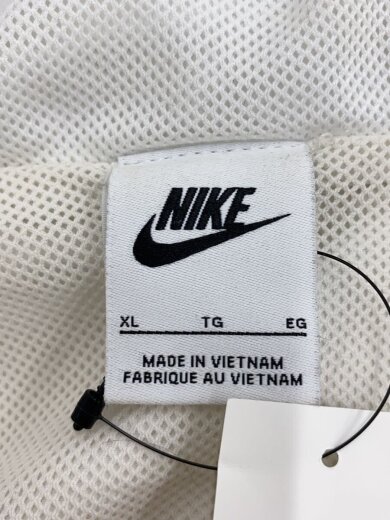 NIKE
XL TG EG
MADE IN VIETNAM
FABRIQUE AU VIETNAM